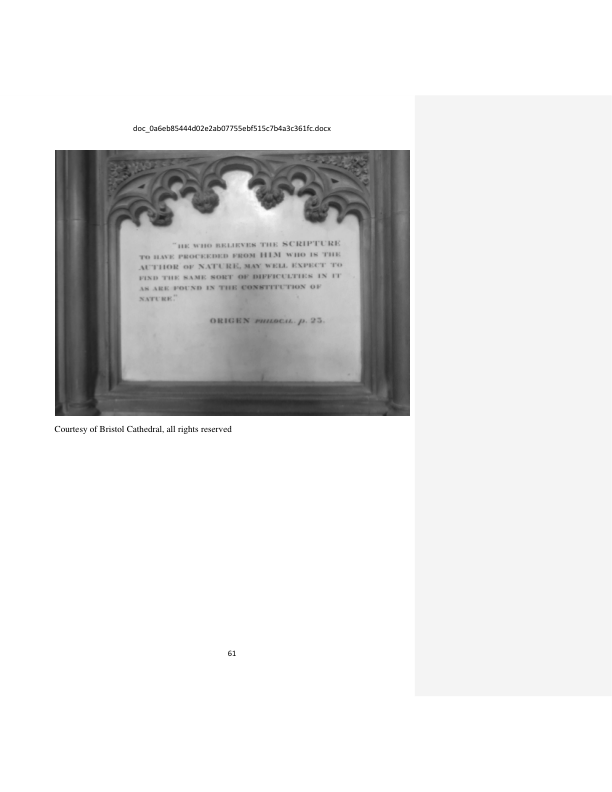 doc_0a6eb85444d02e2ab07755ebf515c7b4a3c361fc.docx
"HE WHO BELIEVES THE SCRIPTURE
TO HAVE PROCEEDED FROM HIM WHO IS THE
AUTHOR OF NATURE, MAY WELL EXPECT TO
FIND THE SAME SORT OF DIFFICULTIES IN IT
AS ARE FOUND IN THE CONSTITUTION OF
NATURE."
ORIGEN PHILOCAL. p. 23.
Courtesy of Bristol Cathedral, all rights reserved
61